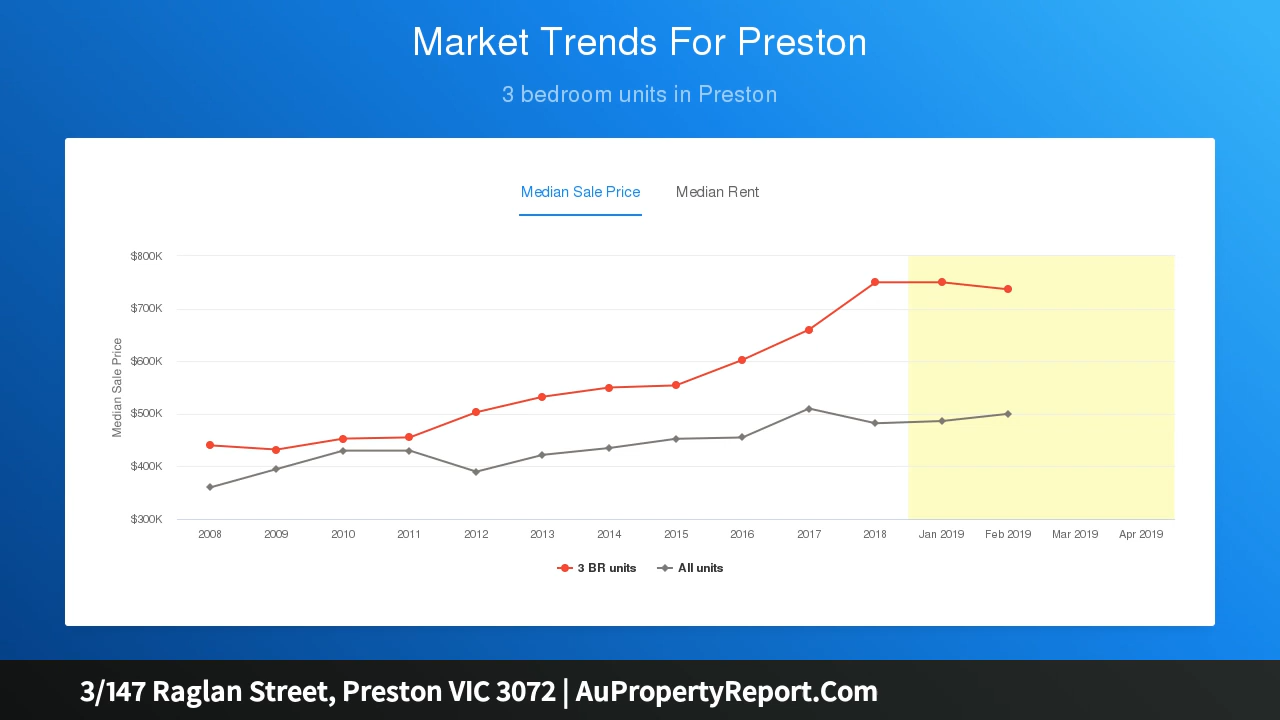 Market Trends For Preston
3 bedroom units in Preston
Median Sale Price Median Rent
Median Sale Price
$800K
$700K
$600K
$500K
$400K
$300K
2008 2009 2010 2011 2012 2013 2014 2015 2016 2017 2018 Jan 2019 Feb 2019 Mar 2019 Apr 2019
3 BR units All units
3/147 Raglan Street, Preston VIC 3072 | AuPropertyReport.Com